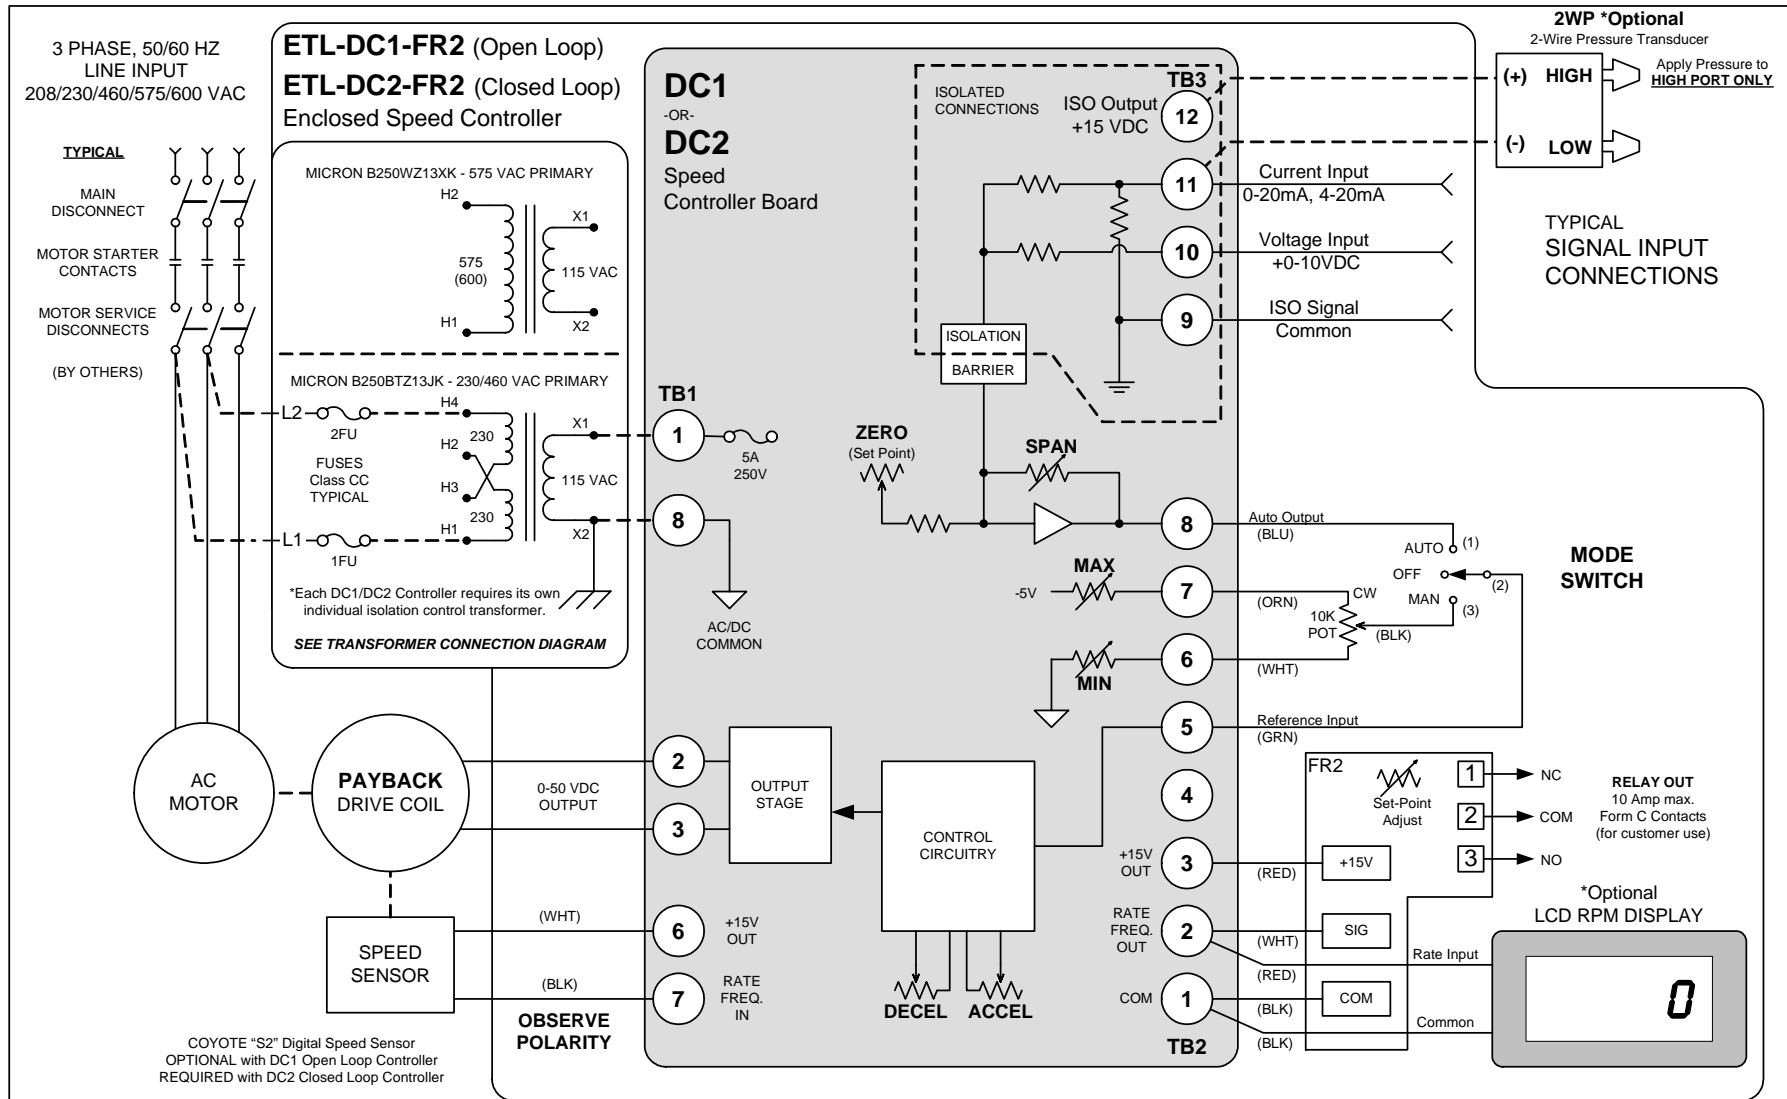 3 PHASE, 50/60 HZ
LINE INPUT
208/230/460/575/600 VAC
TYPICAL
MAIN
DISCONNECT
MOTOR STARTER
CONTACTS
MOTOR SERVICE
DISCONNECTS
(BY OTHERS)
ETL-DC1-FR2 (Open Loop)
ETL-DC2-FR2 (Closed Loop)
Enclosed Speed Controller
MICRON B250WZ13XK - 575 VAC PRIMARY
H2
X1
575
(600)
115 VAC
H1
X2
MICRON B250BTZ13JK - 230/460 VAC PRIMARY
L2
2FU
H4
X1
230
H2
FUSES
Class CC
TYPICAL
115 VAC
H3
230
H1
X2
L1
1FU
*Each DC1/DC2 Controller requires its own
individual isolation control transformer.
SEE TRANSFORMER CONNECTION DIAGRAM
DC1
-OR-
DC2
Speed
Controller Board
TB1
1
5A
250V
8
AC/DC
COMMON
ISOLATED
CONNECTIONS
TB3
ISO Output
+15 VDC
12
11
10
9
ISOLATION
BARRIER
Current Input
0-20mA, 4-20mA
Voltage Input
+0-10VDC
ISO Signal
Common
2WP *Optional
2-Wire Pressure Transducer
(+) HIGH
(-) LOW
Apply Pressure to
HIGH PORT ONLY
TYPICAL
SIGNAL INPUT
CONNECTIONS
ZERO
(Set Point)
SPAN
8
Auto Output
(BLU)
MAX
-5V
7
(ORN)
CW
10K
POT
(BLK)
MIN
6
(WHT)
AUTO (1)
OFF
(2)
MAN
(3)
MODE
SWITCH
5
Reference Input
(GRN)
4
+15V
OUT
3
(RED)
RATE
FREQ.
OUT
2
(WHT)
(RED)
COM
1
(BLK)
(BLK)
TB2
FR2
Set-Point
Adjust
+15V
SIG
COM
1 NC
2 COM
3 NO
RELAY OUT
10 Amp max.
Form C Contacts
(for customer use)
*Optional
LCD RPM DISPLAY
Rate Input
Common
0
AC
MOTOR
PAYBACK
DRIVE COIL
0-50 VDC
OUTPUT
2
3
OUTPUT
STAGE
CONTROL
CIRCUITRY
DECEL
ACCEL
SPEED
SENSOR
(WHT)
6
+15V
OUT
(BLK)
7
RATE
FREQ.
IN
OBSERVE
POLARITY
COYOTE “S2” Digital Speed Sensor
OPTIONAL with DC1 Open Loop Controller
REQUIRED with DC2 Closed Loop Controller